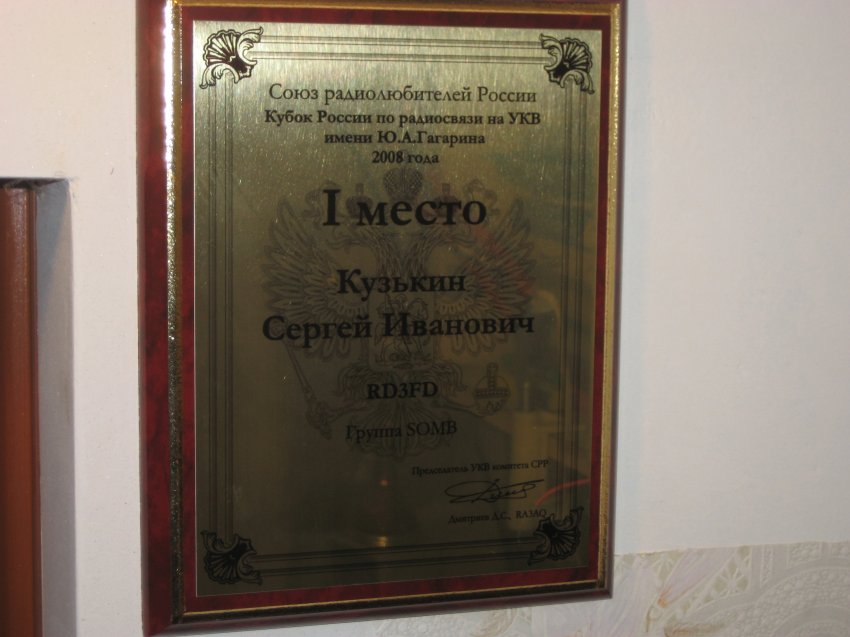 Союз радиолюбителей России
Кубок России по радиосвязи на УКВ
имени Ю.А.Гагарина
2008 года
I место
Кузькин
Сергей Иванович
RD3FD
Группа SOMB
Председатель УКВ комитета СРР
Дмитриев Д.С., RA3AQ